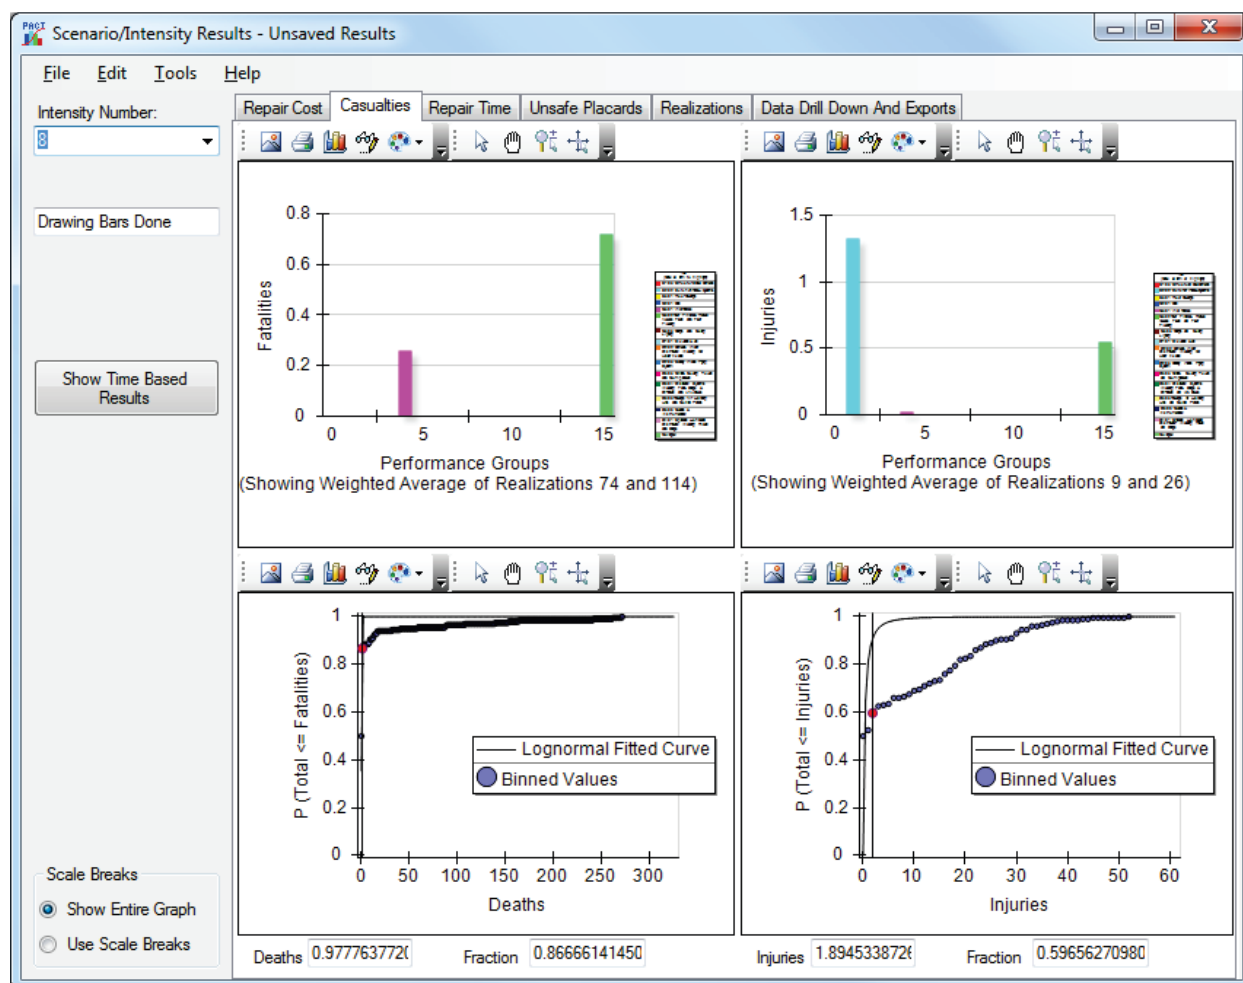 PACT
Scenario/Intensity Results - Unsaved Results
File Edit Tools Help
Intensity Number:
8
Drawing Bars Done
Show Time Based
Results
Scale Breaks
Show Entire Graph
Use Scale Breaks
Repair Cost Casualties Repair Time Unsafe Placards Realizations Data Drill Down And Exports
Fatalities
0.8
0.6
0.4
0.2
0
0 5 10 15
Performance Groups
(Showing Weighted Average of Realizations 74 and 114)
Injuries
1.5
1
0.5
0
0 5 10 15
Performance Groups
(Showing Weighted Average of Realizations 9 and 26)
P (Total <= Fatalities)
1
0.8
0.6
0.4
0.2
0
Lognormal Fitted Curve
Binned Values
0 50 100 150 200 250 300
Deaths
P (Total <= Injuries)
1
0.8
0.6
0.4
0.2
0
Lognormal Fitted Curve
Binned Values
0 10 20 30 40 50 60
Injuries
Deaths 0.977763772 Fraction 0.86666141450
Injuries 1.894533872 Fraction 0.59656270980